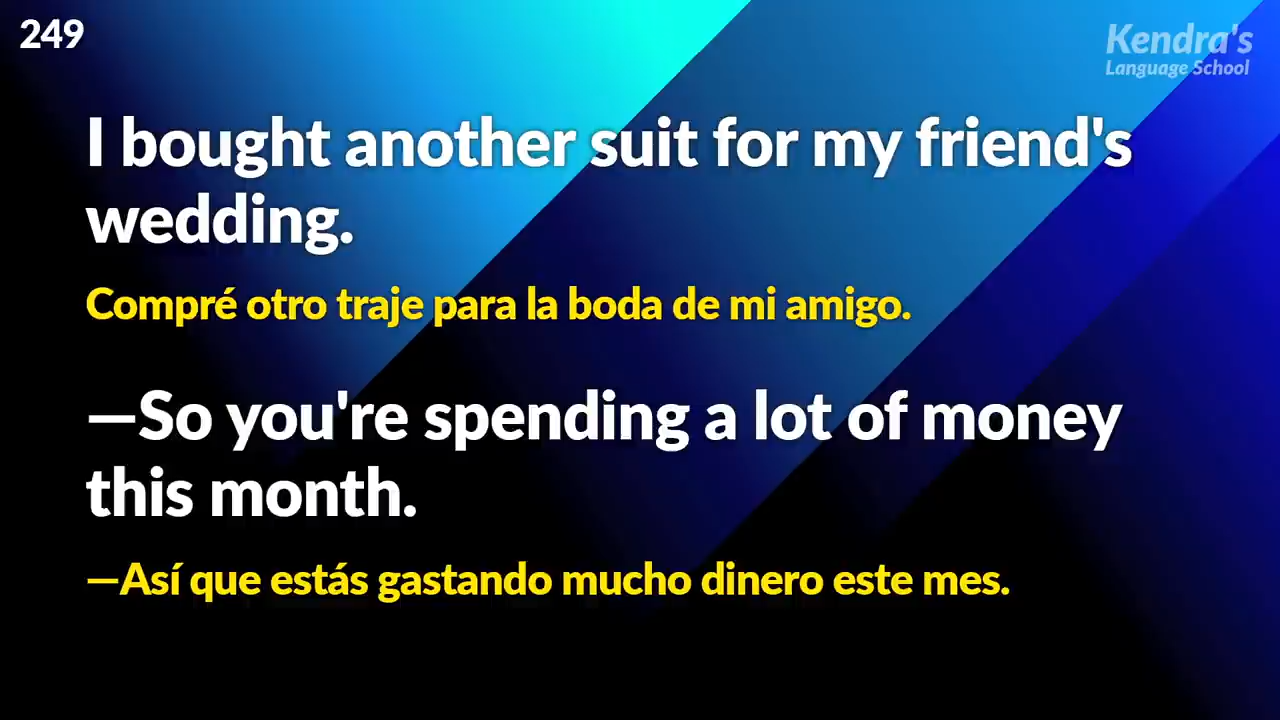 249
Kendra's
Language School
I bought another suit for my friend's
wedding.
Compré otro traje para la boda de mi amigo.
—So you're spending a lot of money
this month.
—Así que estás gastando mucho dinero este mes.